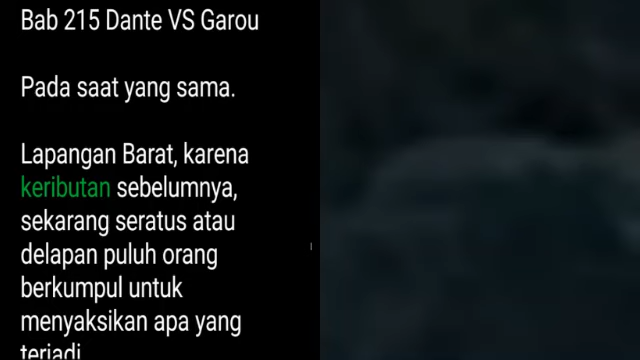 Bab 215 Dante VS Garou
Pada saat yang sama.
Lapangan Barat, karena
keributan sebelumnya,
sekarang seratus atau
delapan puluh orang
berkumpul untuk
menyaksikan apa yang
terjadi